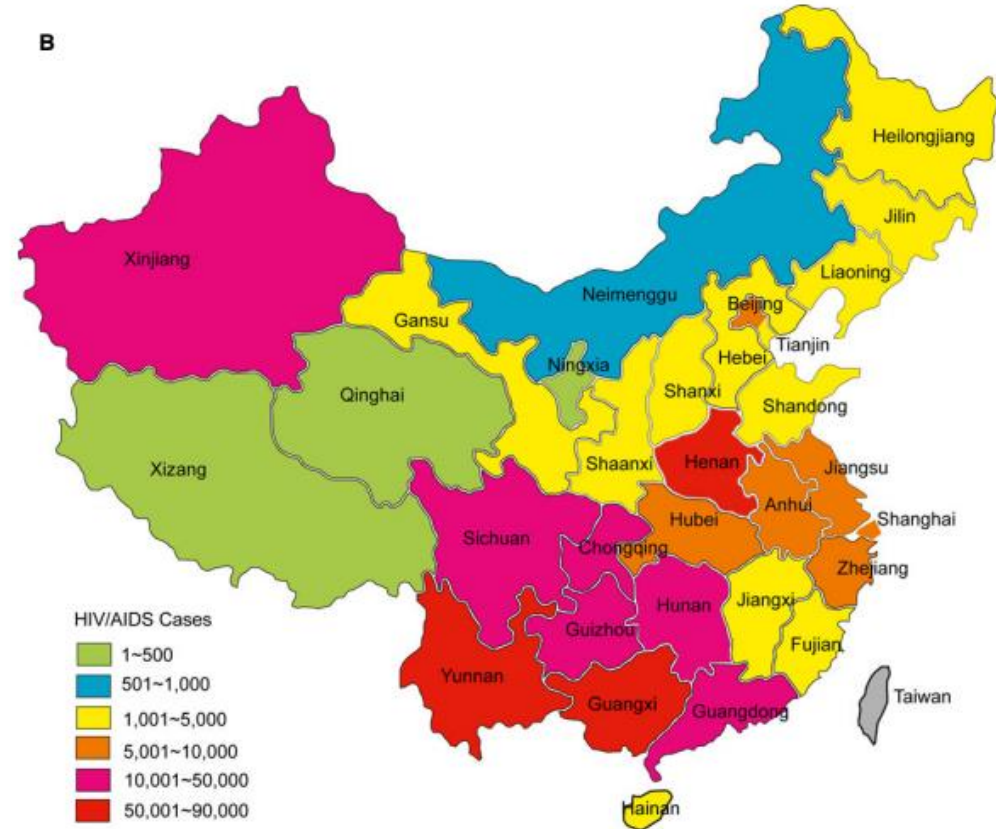 B
Heilongjiang
Jilin
Liaoning
Xinjiang
Neimenggu
Beijing
Gansu
Tianjin
Hebei
Ningxia
Shanxi
Qinghai
Shandong
Shaanxi
Henan
Xizang
Jiangsu
Anhui
Hubei
Shanghai
Sichuan
Chongqing
Zhejiang
Hunan
Jiangxi
Guizhou
Fujian
Yunnan
Guangxi
Taiwan
Guangdong
Hainan
HIV/AIDS Cases
1~500
501~1,000
1,001~5,000
5,001~10,000
10,001~50,000
50,001~90,000